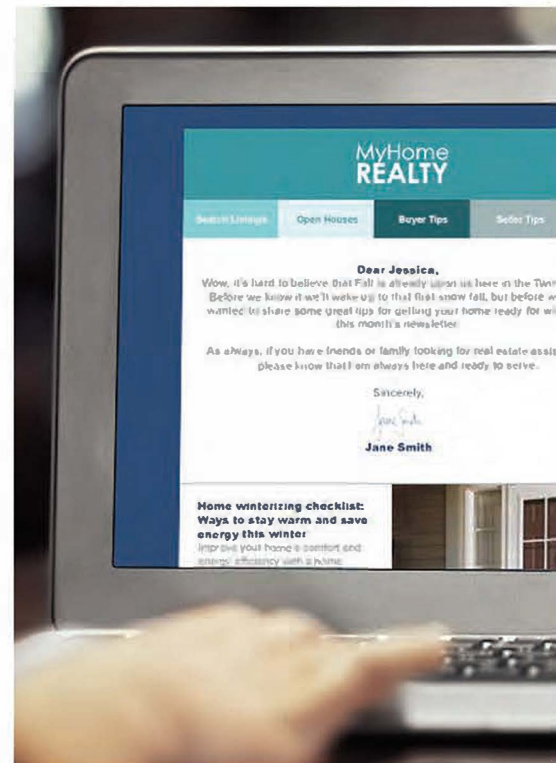 MyHome
REALTY
Search Listings Open Houses Buyer Tips Seller Tips
Dear Jessica,
Wow, it's hard to believe that Fall is already upon us here in the Twin
Before we know it we'll wake up to that first snow fall, but before w
wanted to share some great tips for getting your home ready for wi
this month's newsletter
As always, if you have friends or family looking for real estate assis
please know that I am always here and ready to serve.
Sincerely,
Jane Smith
Jane Smith
Home winterizing checklist:
Ways to stay warm and save
energy this winter
Improve your home's comfort and
energy efficiency with a home